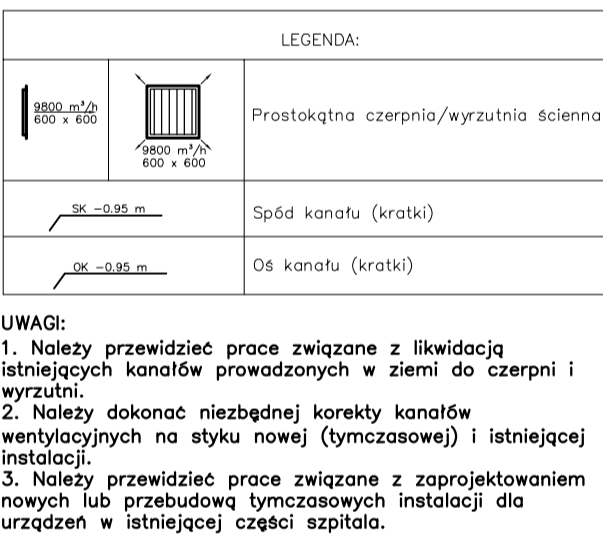 LEGENDA:
9800 m³/h
600 x 600
9800 m³/h
600 x 600
Prostokątna czerpnia/wyrzutnia ścienna
SK -0.95 m
Spód kanału (kratki)
OK -0.95 m
Oś kanału (kratki)
UWAGI:
1. Należy przewidzieć prace związane z likwidacją
istniejących kanałów prowadzonych w ziemi do czerpni i
wyrzutni.
2. Należy dokonać niezbędnej korekty kanałów
wentylacyjnych na styku nowej (tymczasowej) i istniejącej
instalacji.
3. Należy przewidzieć prace związane z zaprojektowaniem
nowych lub przebudową tymczasowych instalacji dla
urządzeń w istniejącej części szpitala.